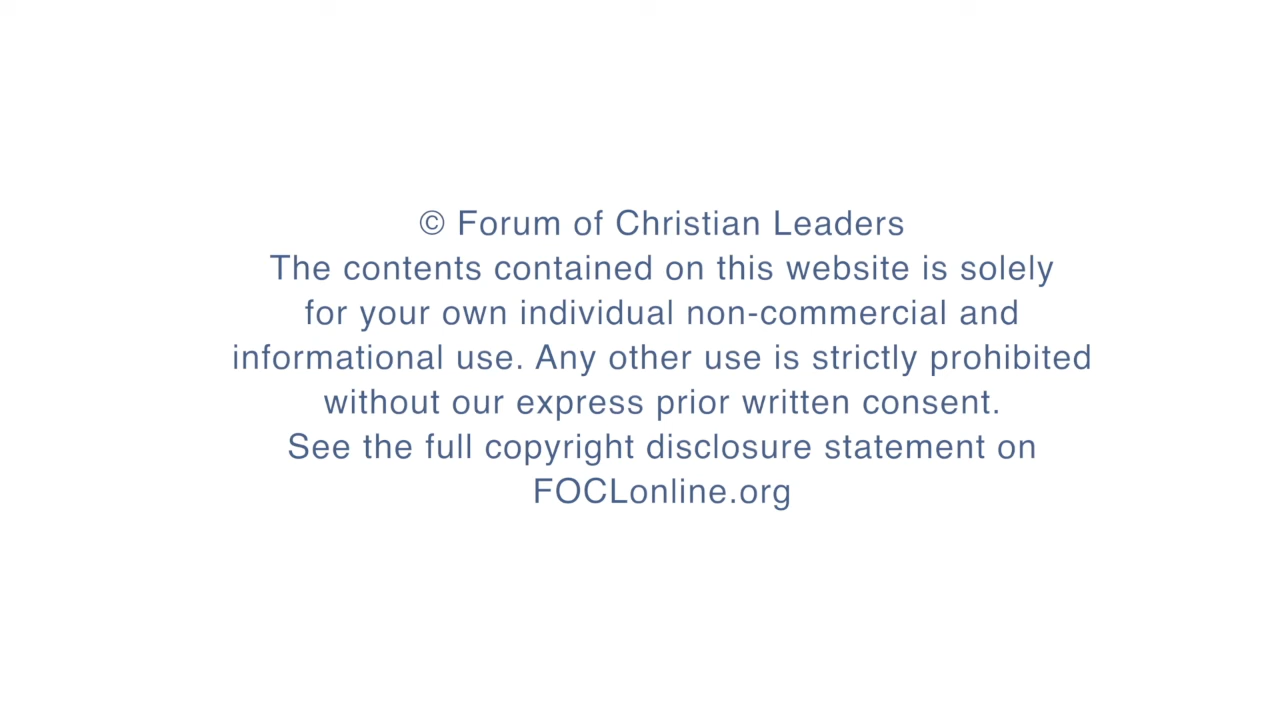 © Forum of Christian Leaders
The contents contained on this website is solely
for your own individual non-commercial and
informational use. Any other use is strictly prohibited
without our express prior written consent.
See the full copyright disclosure statement on
FOCLonline.org